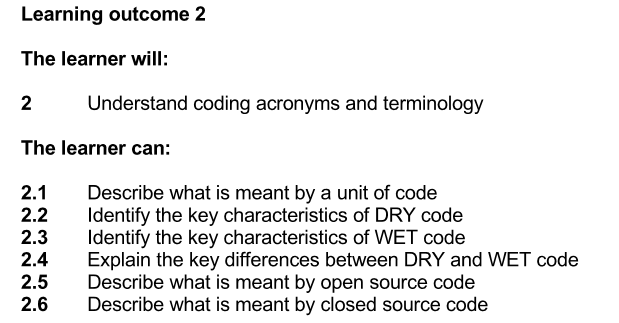 Learning outcome 2
The learner will:
2 Understand coding acronyms and terminology
The learner can:
2.1 Describe what is meant by a unit of code
2.2 Identify the key characteristics of DRY code
2.3 Identify the key characteristics of WET code
2.4 Explain the key differences between DRY and WET code
2.5 Describe what is meant by open source code
2.6 Describe what is meant by closed source code